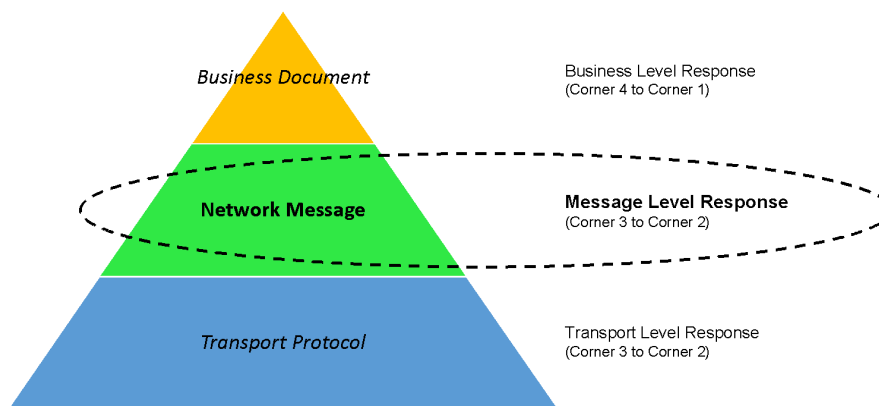 Business Document
Business Level Response
(Corner 4 to Corner 1)
Network Message
Message Level Response
(Corner 3 to Corner 2)
Transport Protocol
Transport Level Response
(Corner 3 to Corner 2)